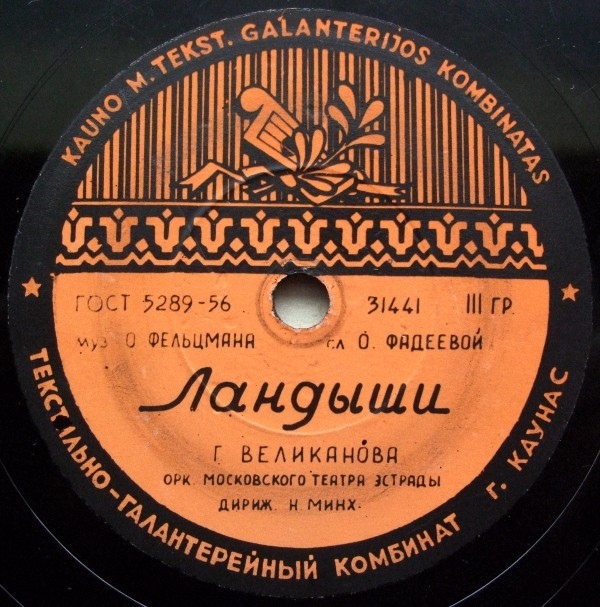 KAUNO M. TEKST. GALANTERIJOS KOMBINATAS
ГОСТ 5289-56 31441 III ГР.
муз О ФЕЛЬЦМАНА сл О. ФАДЕЕВОЙ
Ландыши
Г ВЕЛИКАНОВА
ОРК. МОСКОВСКОГО ТЕАТРА ЭСТРАДЫ
ДИРИЖ. Н МИНХ.
ТЕКСТИЛЬНО-ГАЛАНТЕРЕЙНЫЙ КОМБИНАТ Г. КАУНАС